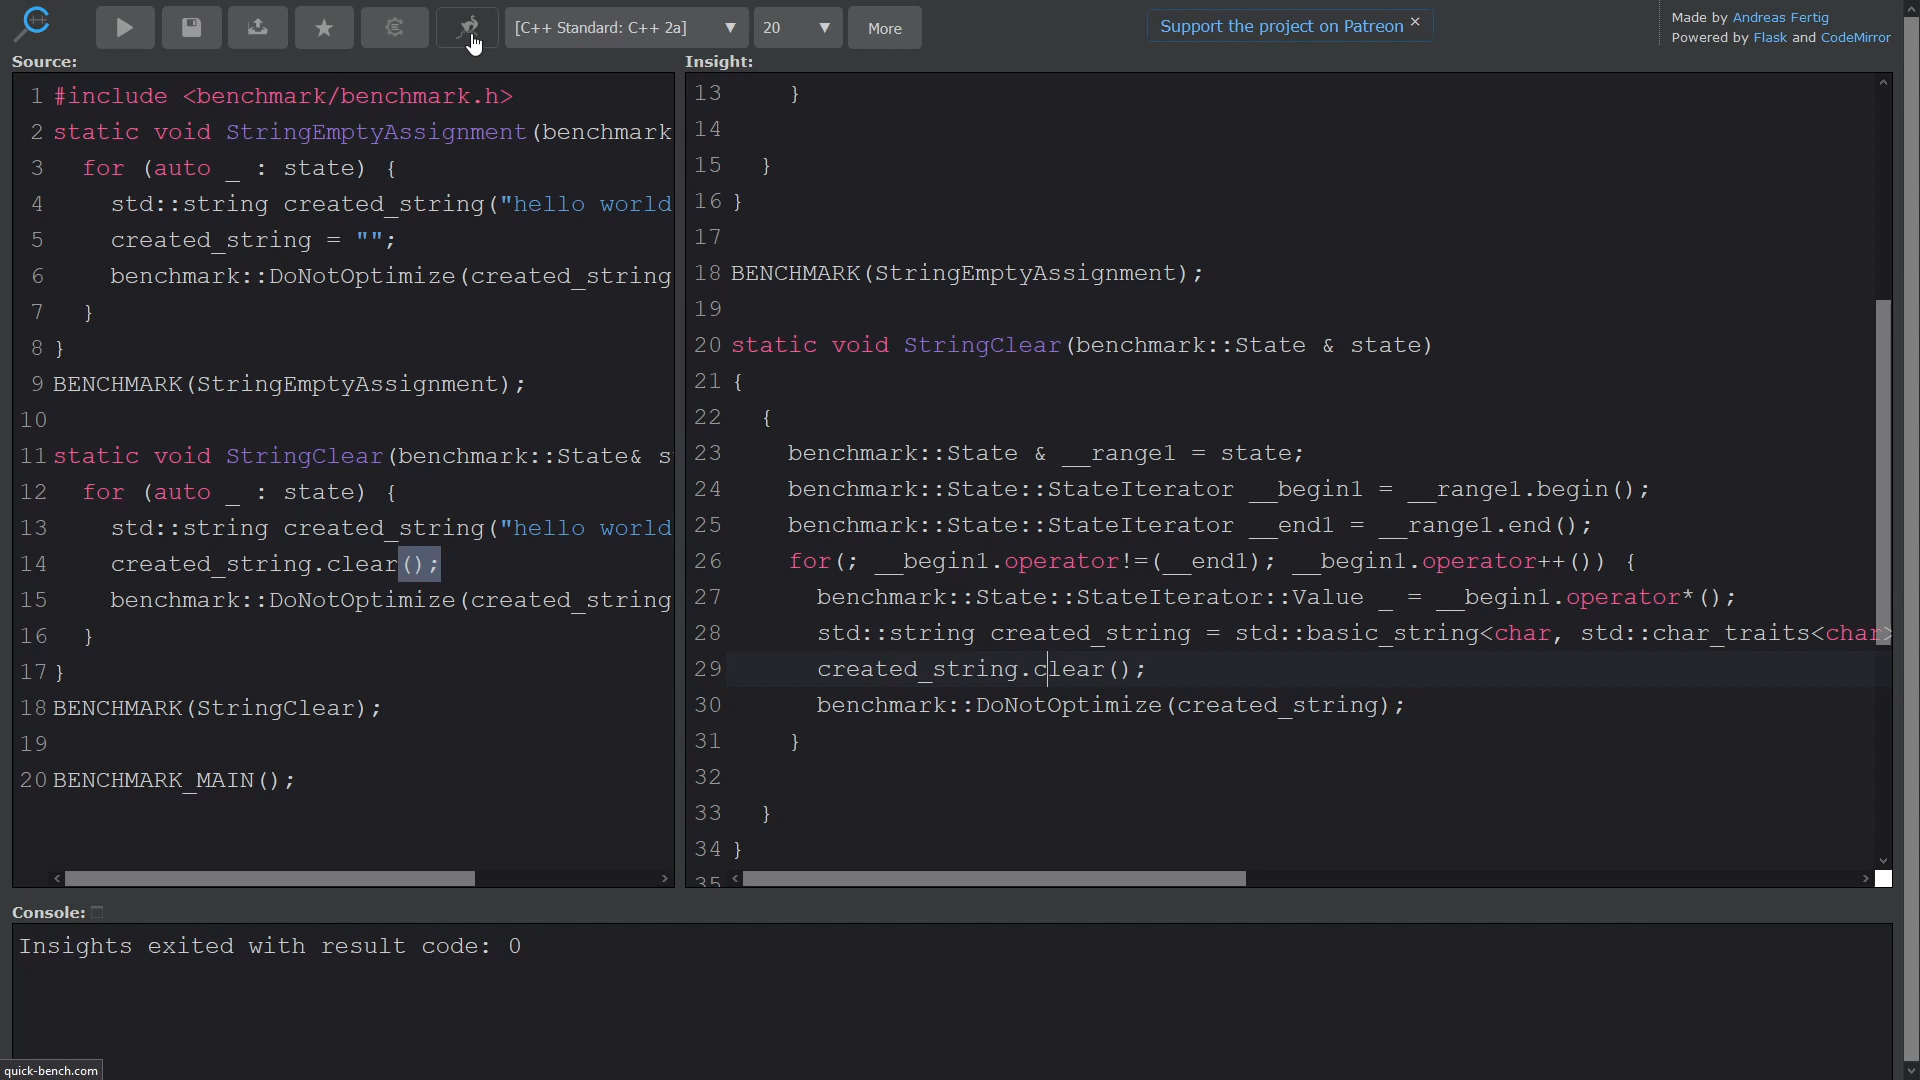 [C++ Standard: C++ 2a]
20
More
Support the project on Patreon ×
Made by Andreas Fertig
Powered by Flask and CodeMirror
Source:
1 #include <benchmark/benchmark.h>
2 static void StringEmptyAssignment(benchmark
3 for (auto _ : state) {
4 std::string created_string("hello world
5 created_string = "";
6 benchmark::DoNotOptimize(created_string
7 }
8 }
9 BENCHMARK(StringEmptyAssignment);
10
11 static void StringClear(benchmark::State& s
12 for (auto _ : state) {
13 std::string created_string("hello world
14 created_string.clear();
15 benchmark::DoNotOptimize(created_string
16 }
17 }
18 BENCHMARK(StringClear);
19
20 BENCHMARK_MAIN();
Insight:
13 }
14
15 }
16 }
17
18 BENCHMARK(StringEmptyAssignment);
19
20 static void StringClear(benchmark::State & state)
21 {
22 {
23 benchmark::State & __range1 = state;
24 benchmark::State::StateIterator __begin1 = __range1.begin();
25 benchmark::State::StateIterator __end1 = __range1.end();
26 for(; __begin1.operator!=(__end1); __begin1.operator++()) {
27 benchmark::State::StateIterator::Value _ = __begin1.operator*();
28 std::string created_string = std::basic_string<char, std::char_traits<char>
29 created_string.clear();
30 benchmark::DoNotOptimize(created_string);
31 }
32
33 }
34 }
35
Console:
Insights exited with result code: 0
quick-bench.com